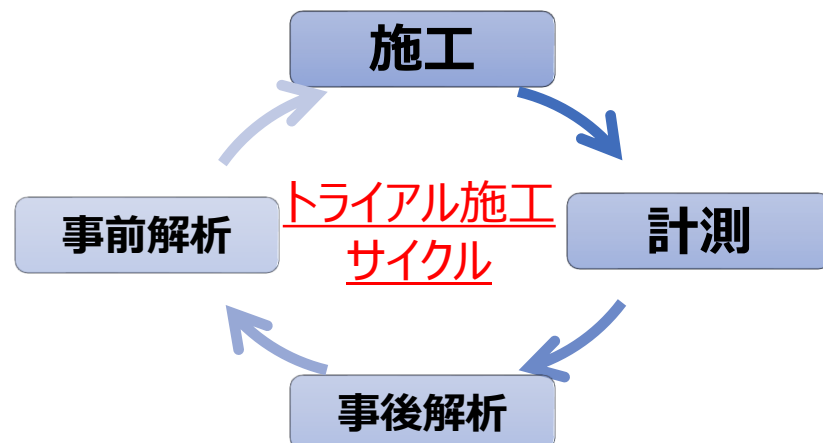 施工
トライアル施工
サイクル
計測
事後解析
事前解析